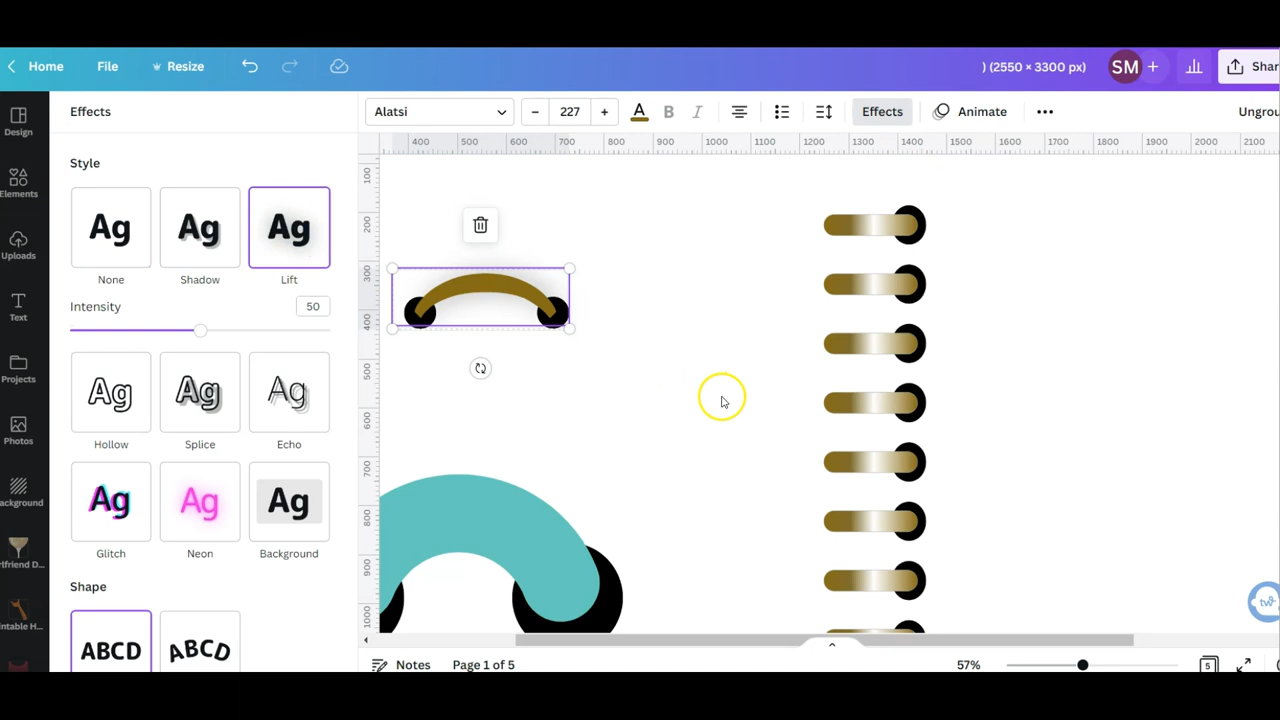 Home File Resize ) (2550 × 3300 px) SM + Shar
Design
Elements
Uploads
Text
Projects
Photos
ackground
rlfriend D...
intable H...
Effects
Alatsi – 227 + A B I Effects Animate ••• Ungrou
400 500 600 700 800 900 1000 1100 1200 1300 1400 1500 1600 1700 1800 1900 2000 2100
100
200
300
400
500
600
700
800
900
1000
Style
Ag Ag Ag
None Shadow Lift
Intensity 50
Ag Ag Ag
Hollow Splice Echo
Ag Ag Ag
Glitch Neon Background
Shape
ABCD ABCD
tw
Notes Page 1 of 5 57% 5